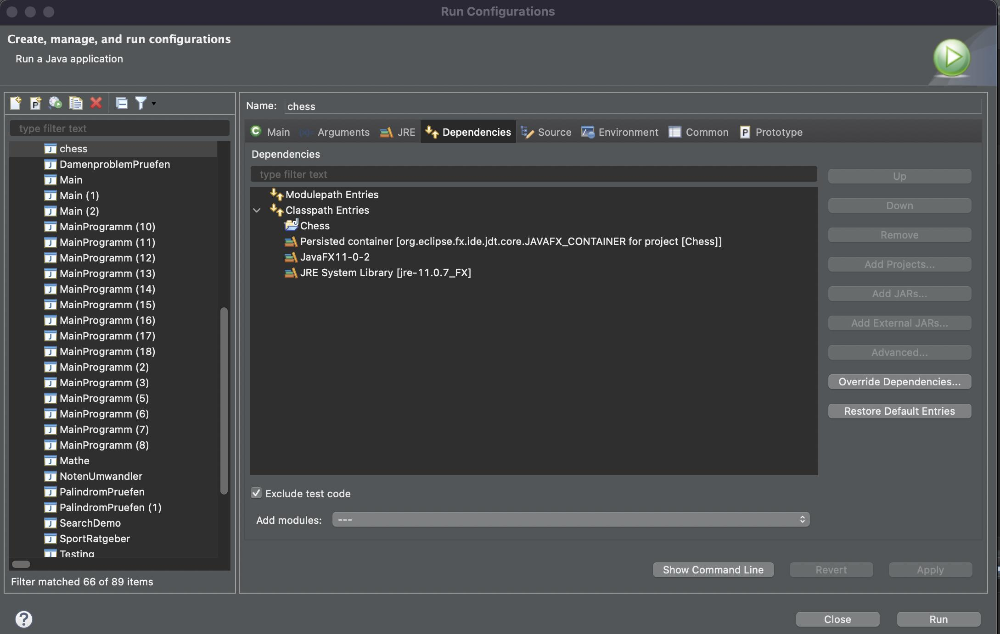 Run Configurations
Create, manage, and run configurations
Run a Java application
type filter text
chess
DamenproblemPruefen
Main
Main (1)
Main (2)
MainProgramm (10)
MainProgramm (11)
MainProgramm (12)
MainProgramm (13)
MainProgramm (14)
MainProgramm (15)
MainProgramm (16)
MainProgramm (17)
MainProgramm (18)
MainProgramm (2)
MainProgramm (3)
MainProgramm (5)
MainProgramm (6)
MainProgramm (7)
MainProgramm (8)
Mathe
NotenUmwandler
PalindromPruefen
PalindromPruefen (1)
SearchDemo
SportRatgeber
Testing
Filter matched 66 of 89 items
Name: chess
Main (x)= Arguments JRE Dependencies Source Environment Common P Prototype
Dependencies
type filter text
Modulepath Entries
Classpath Entries
Chess
Persisted container [org.eclipse.fx.ide.jdt.core.JAVAFX_CONTAINER for project [Chess]]
JavaFX11-0-2
JRE System Library [jre-11.0.7_FX]
Up
Down
Remove
Add Projects...
Add JARs...
Add External JARs...
Advanced...
Override Dependencies...
Restore Default Entries
Exclude test code
Add modules: ---
Show Command Line Revert Apply
Close Run